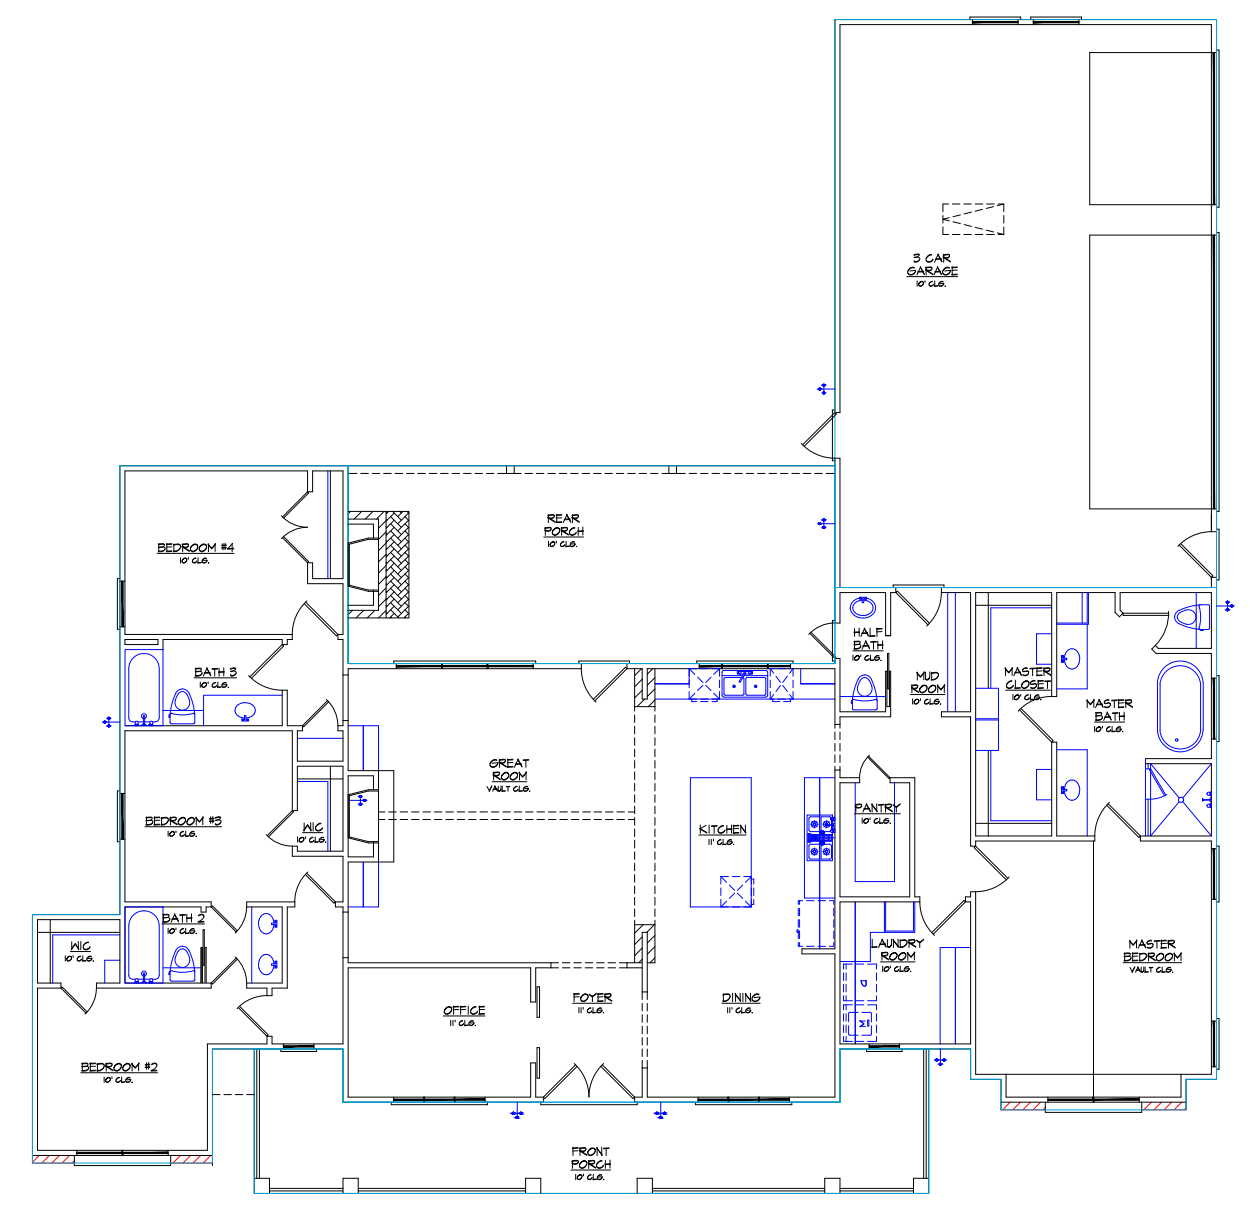 3 CAR
GARAGE
10' CLG.
REAR
PORCH
10' CLG.
BEDROOM #4
10' CLG.
HALF
BATH
10' CLG.
BATH 3
10' CLG.
MUD
ROOM
10' CLG.
MASTER
CLOSET
10' CLG.
MASTER
BATH
10' CLG.
GREAT
ROOM
VAULT CLG.
PANTRY
10' CLG.
BEDROOM #3
10' CLG.
WIC
10' CLG.
KITCHEN
11' CLG.
BATH 2
10' CLG.
WIC
10' CLG.
LAUNDRY
ROOM
10' CLG.
MASTER
BEDROOM
VAULT CLG.
D
W
OFFICE
11' CLG.
FOYER
11' CLG.
DINING
11' CLG.
BEDROOM #2
10' CLG.
FRONT
PORCH
10' CLG.